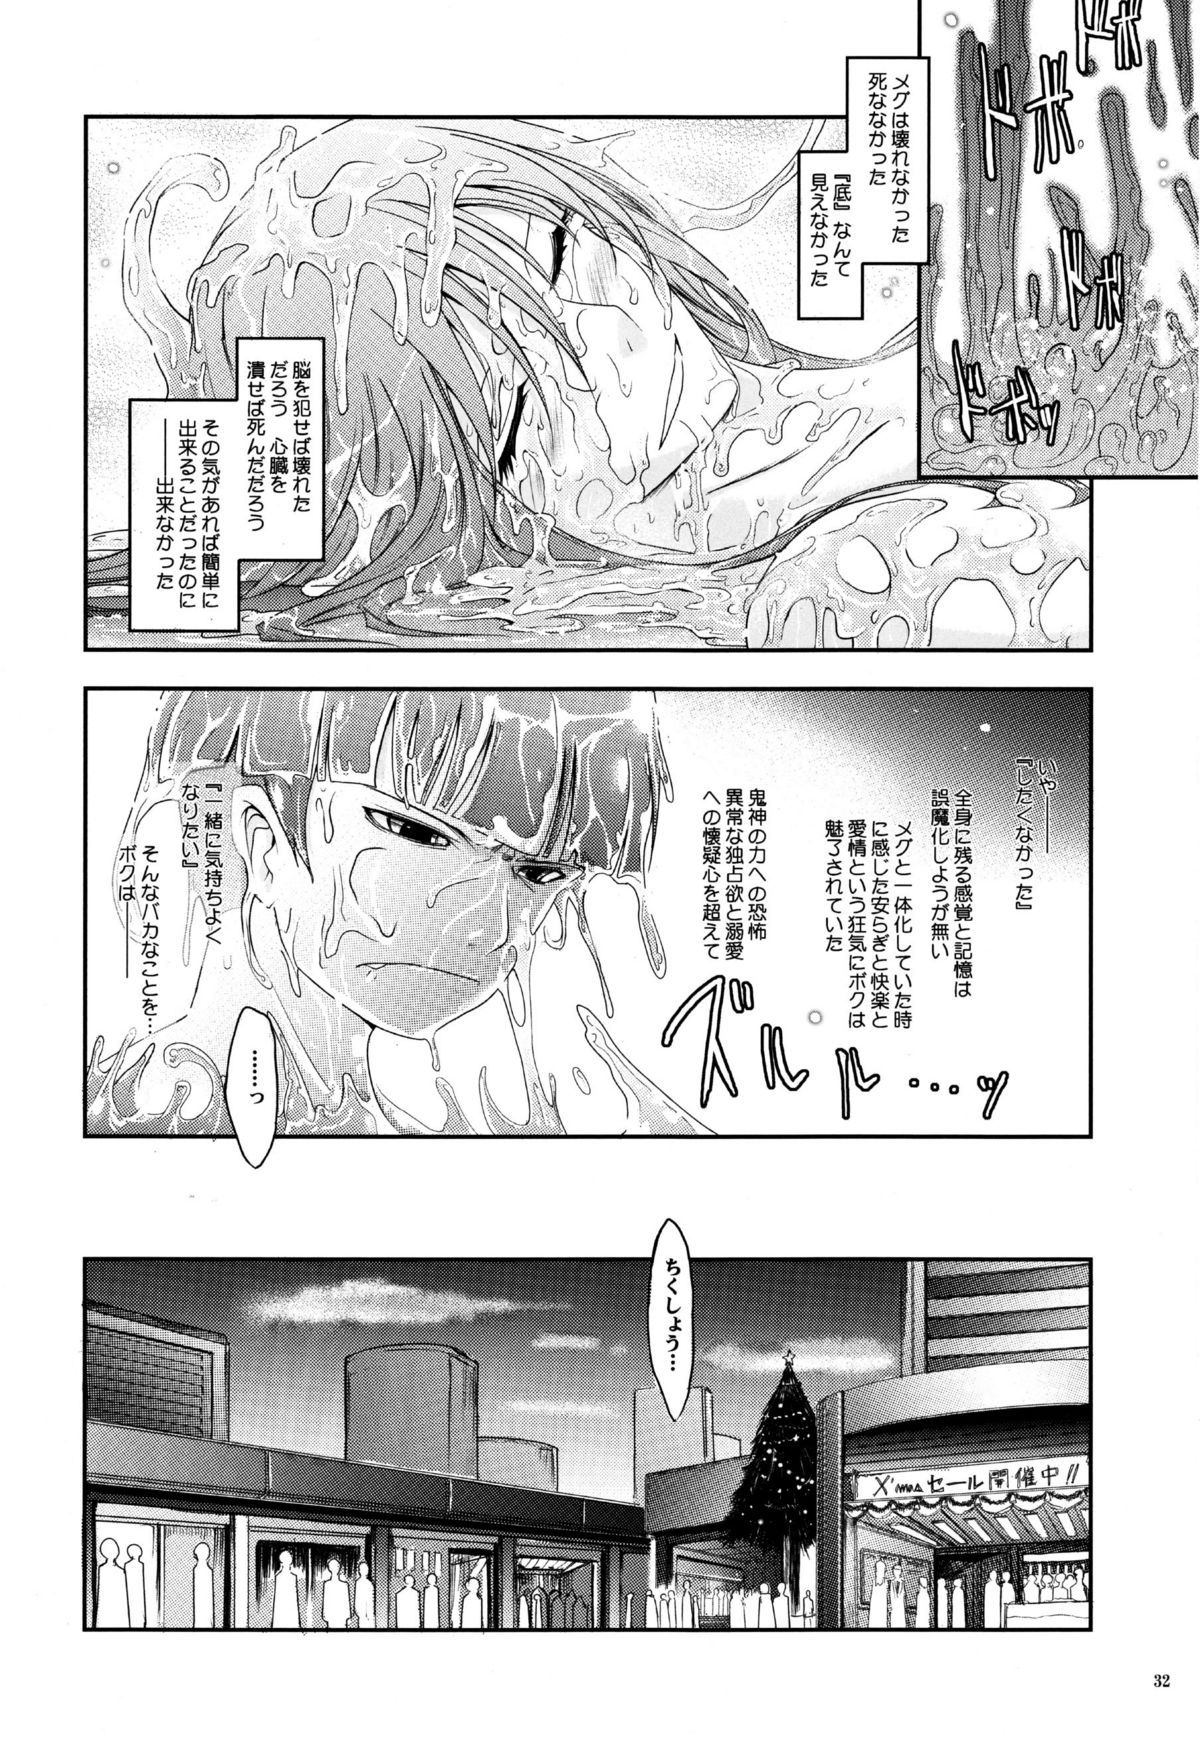 ドボドボ
ドボドボ
ドボッ
メグは壊れなかった
死ななかった
『底』なんて
見えなかった
脳を犯せば壊れた
だろう 心臓を
潰せば死んだだろう
その気があれば簡単に
出来ることだったのに
――出来なかった
いや――
『したくなかった』
全身に残る感覚と記憶は
誤魔化しようが無い
メグと一体化していた時
に感じた安らぎと快楽と
愛情という狂気にボクは
魅了されていた
鬼神の力への恐怖
異常な独占欲と溺愛
への懐疑心を超えて
ズルル…ッ
『一緒に気持ちよく
なりたい』
そんなバカなことを…
ボクは――
……っ
ちくしょう…
X'masセール開催中!!
32